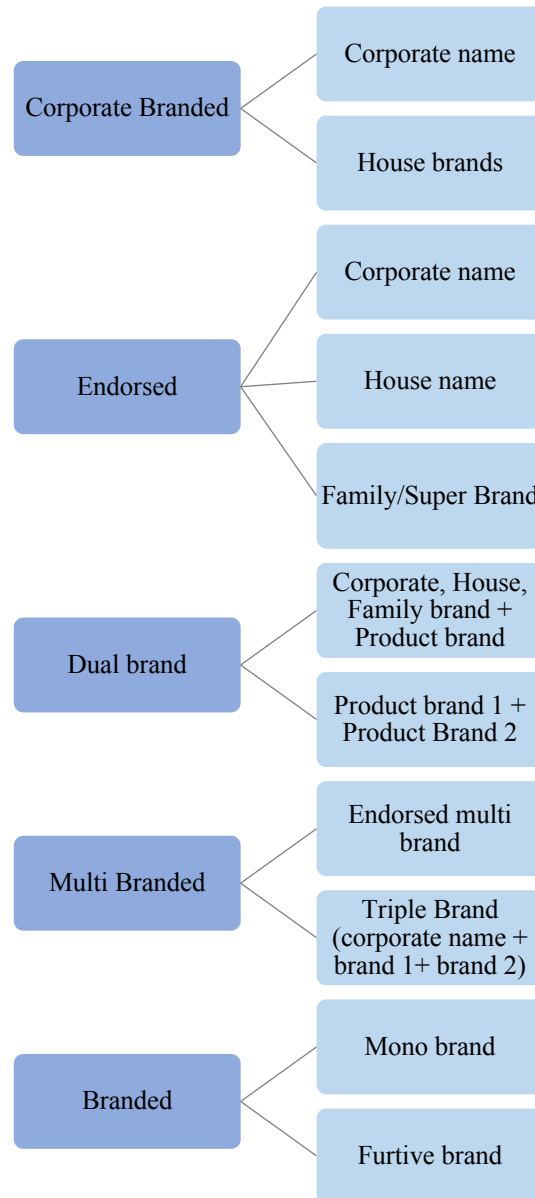 Corporate Branded
Corporate name
House brands
Endorsed
Corporate name
House name
Family/Super Brand
Dual brand
Corporate, House,
Family brand +
Product brand
Product brand 1 +
Product Brand 2
Multi Branded
Endorsed multi
brand
Triple Brand
(corporate name +
brand 1+ brand 2)
Branded
Mono brand
Furtive brand